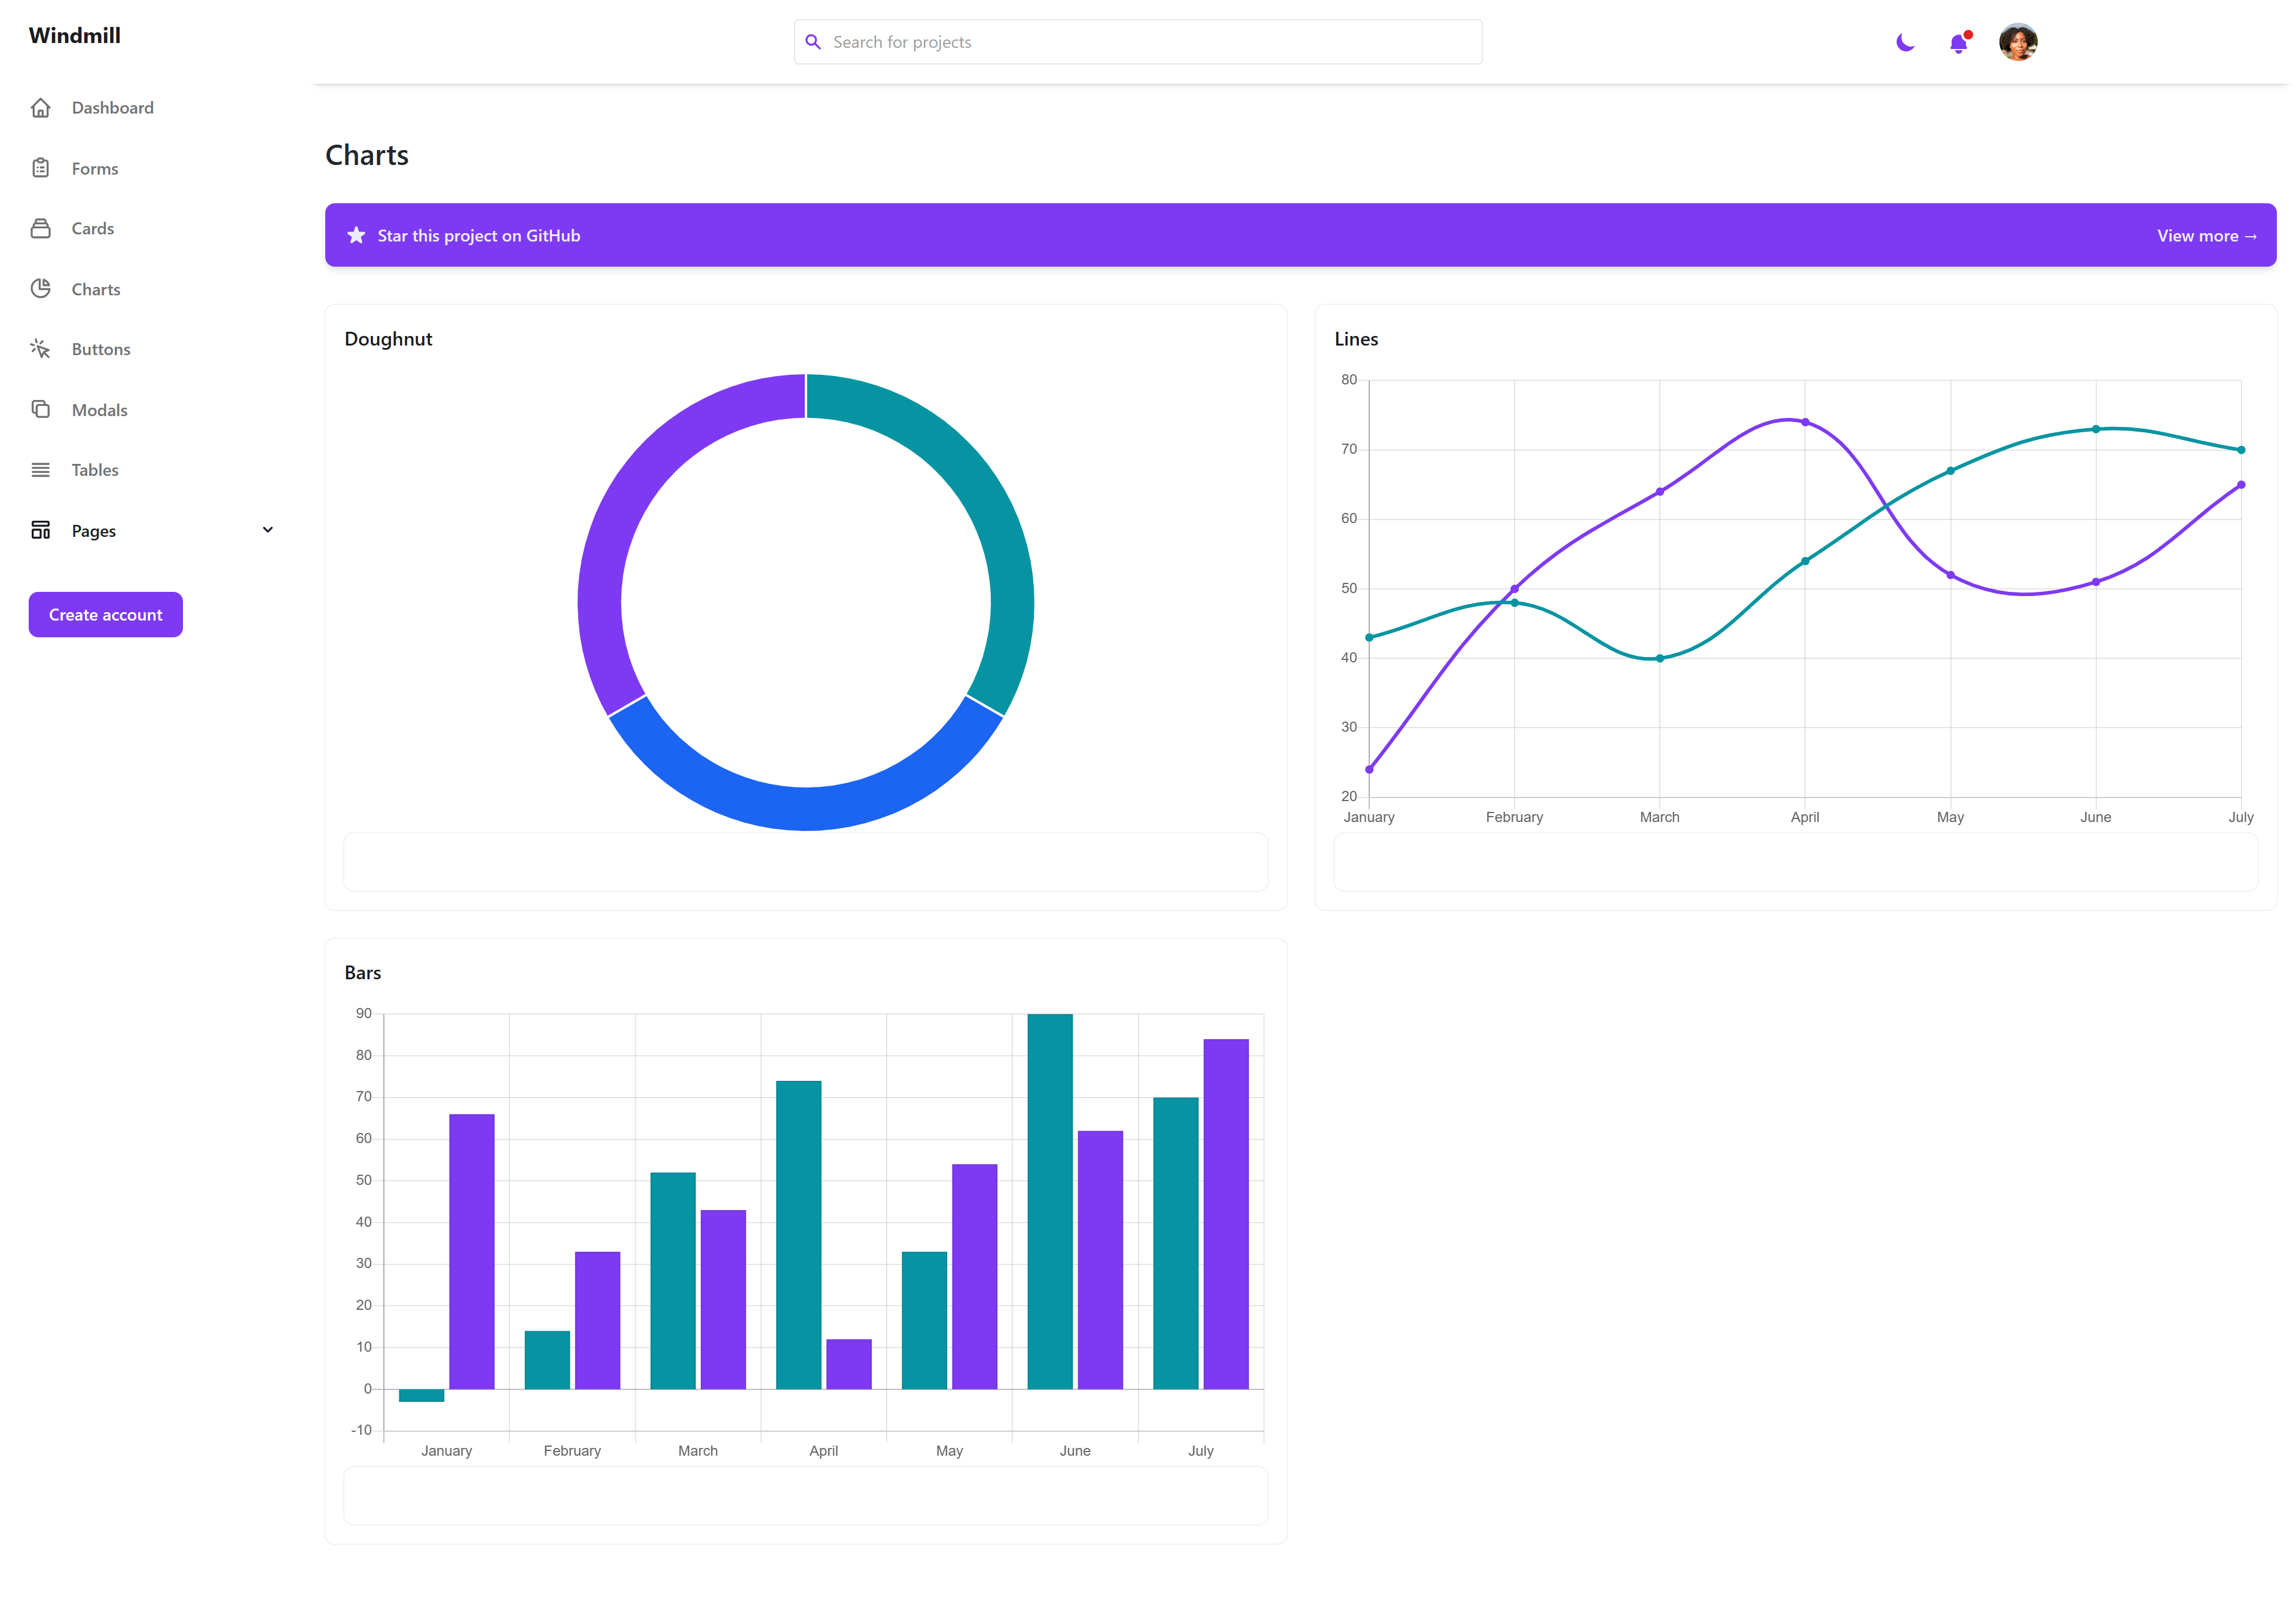 Windmill
Search for projects
Dashboard
Forms
Cards
Charts
Buttons
Modals
Tables
Pages
Create account
Charts
Star this project on GitHub
View more →
Doughnut
Lines
80
70
60
50
40
30
20
January February March April May June July
Bars
90
80
70
60
50
40
30
20
10
0
-10
January February March April May June July